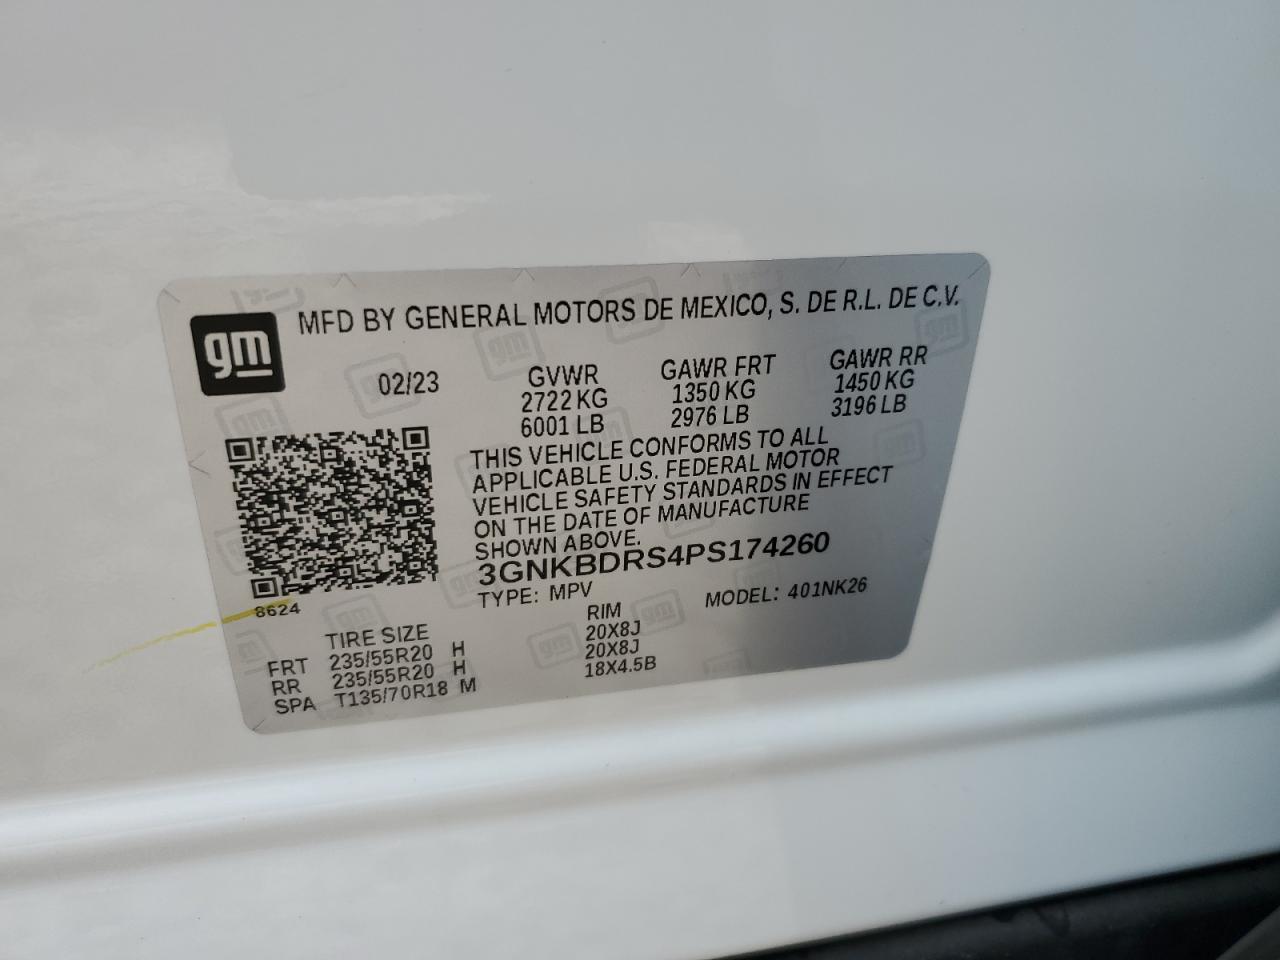 gm
MFD BY GENERAL MOTORS DE MEXICO, S. DE R.L. DE C.V.
02/23 GVWR GAWR FRT GAWR RR
2722 KG 1350 KG 1450 KG
6001 LB 2976 LB 3196 LB
THIS VEHICLE CONFORMS TO ALL
APPLICABLE U.S. FEDERAL MOTOR
VEHICLE SAFETY STANDARDS IN EFFECT
ON THE DATE OF MANUFACTURE
SHOWN ABOVE.
3GNKBDRS4PS174260
TYPE: MPV MODEL: 401NK26
8624
TIRE SIZE RIM
FRT 235/55R20 H 20X8J
RR 235/55R20 H 20X8J
SPA T135/70R18 M 18X4.5B